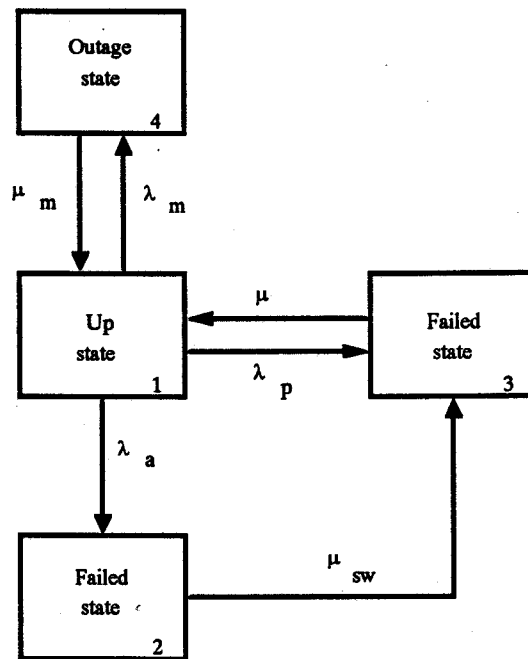 Outage
state
4
μ m
λ m
Up
state
1
μ
λ p
Failed
state
3
λ a
μ sw
Failed
state
2